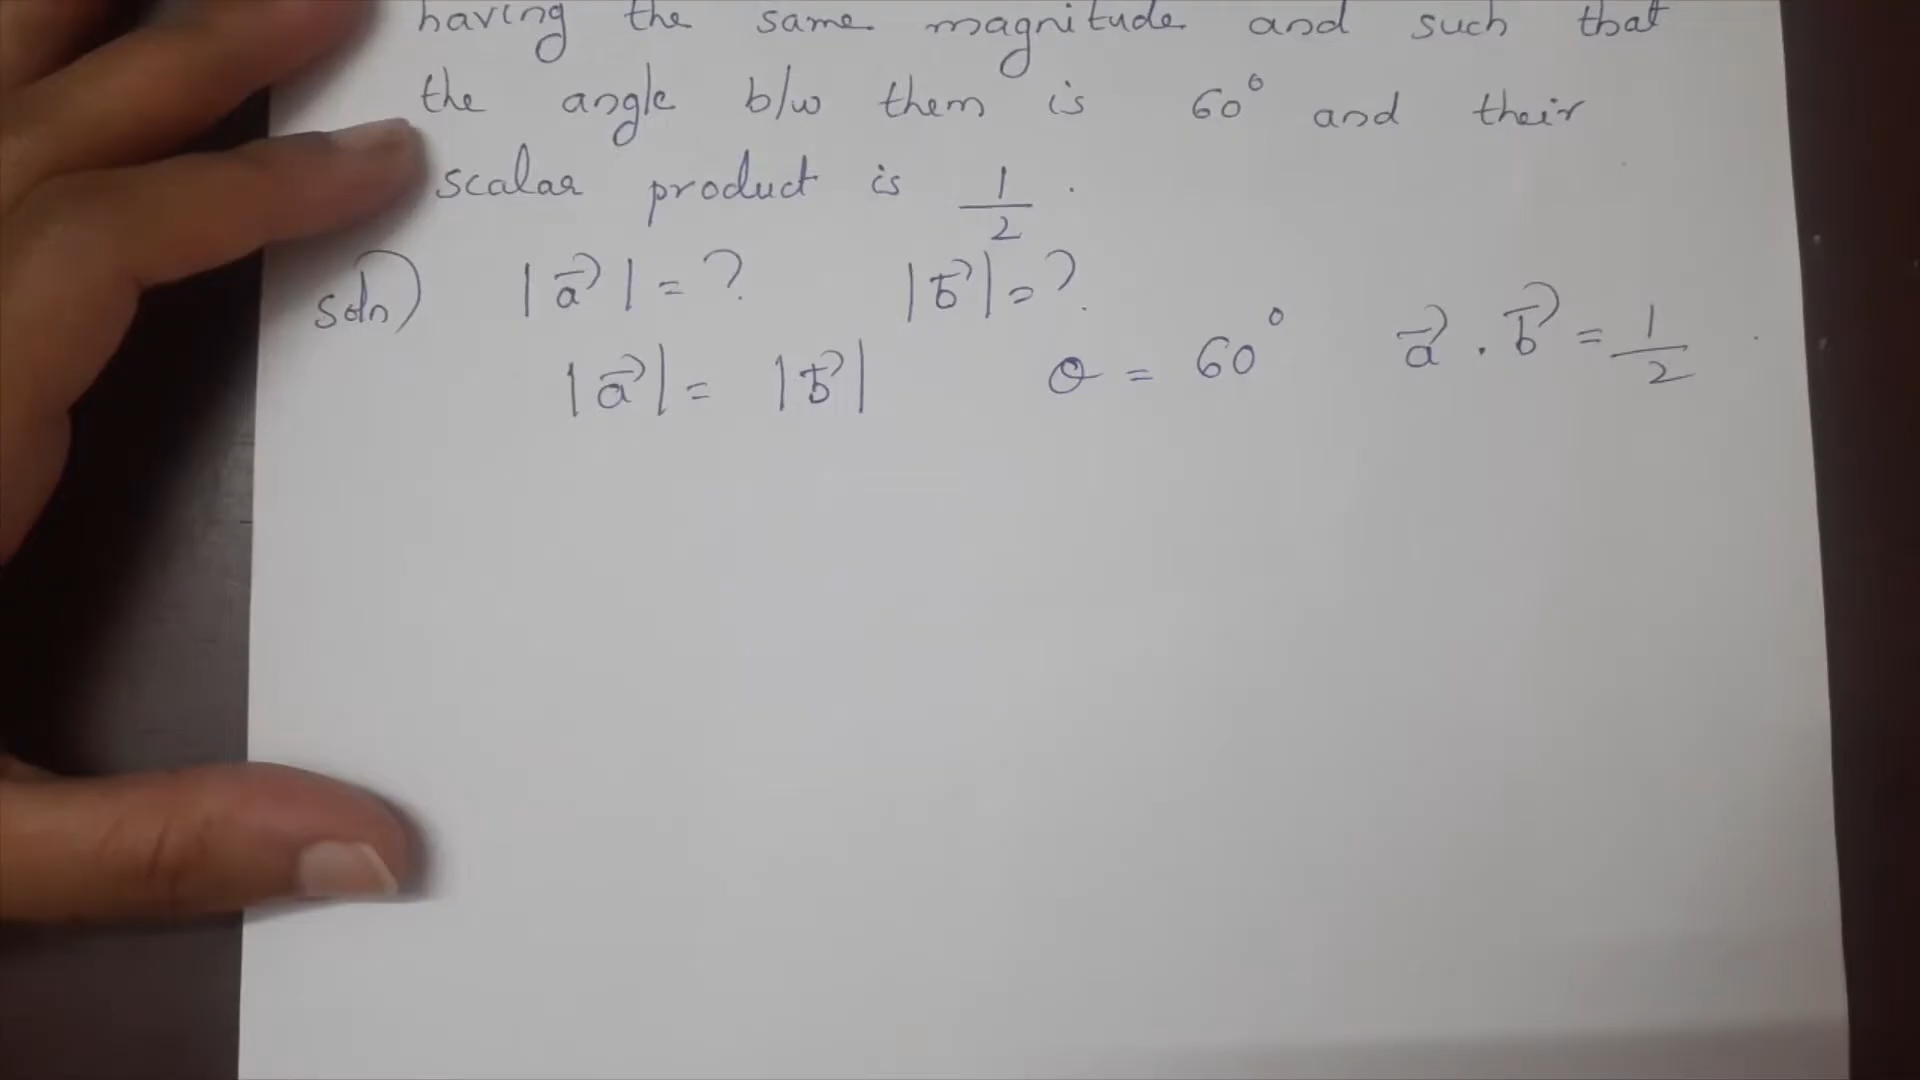 having the same magnitude and such that
the angle b/w them is 60° and their
scalar product is 1/2 .
soln) |a⃗| = ? |b⃗| = ?
|a⃗| = |b⃗| θ = 60° a⃗ . b⃗ = 1/2